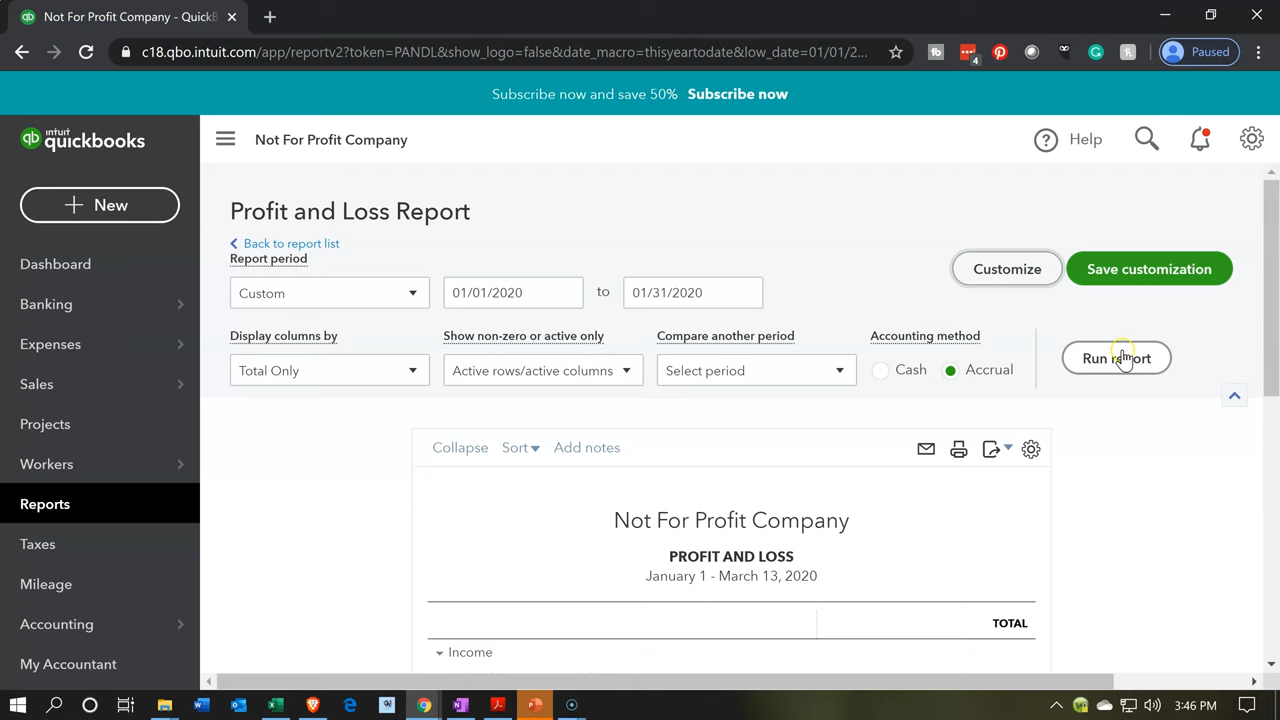 Not For Profit Company - QuickB
c18.qbo.intuit.com/app/reportv2?token=PANDL&show_logo=false&date_macro=thisyeartodate&low_date=01/01/2...
4
Paused
Subscribe now and save 50% Subscribe now
intuit
quickbooks
Not For Profit Company
Help
New
Dashboard
Banking
Expenses
Sales
Projects
Workers
Reports
Taxes
Mileage
Accounting
My Accountant
Profit and Loss Report
Back to report list
Report period
Custom
01/01/2020 to 01/31/2020
Customize
Save customization
Display columns by
Show non-zero or active only
Compare another period
Accounting method
Total Only
Active rows/active columns
Select period
Cash
Accrual
Run report
Collapse Sort Add notes
Not For Profit Company
PROFIT AND LOSS
January 1 - March 13, 2020
TOTAL
Income
3:46 PM